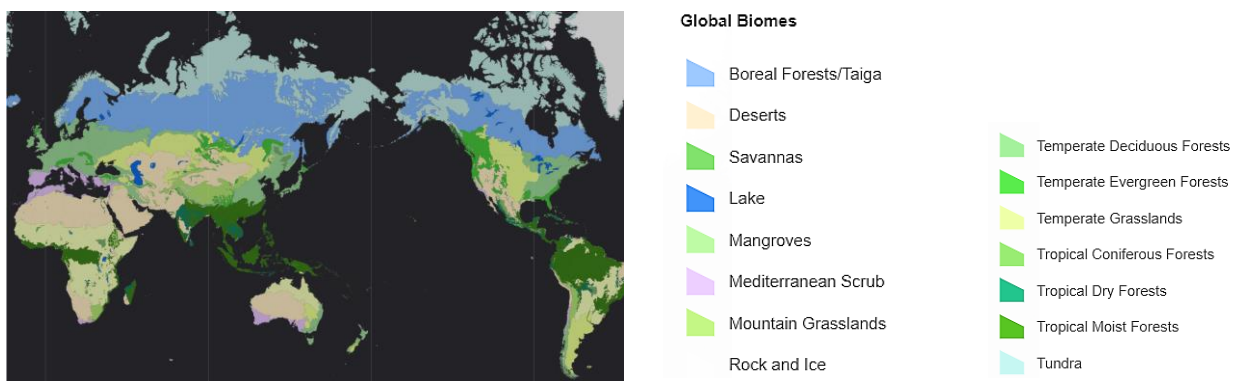 Global Biomes
Boreal Forests/Taiga
Deserts
Savannas
Lake
Mangroves
Mediterranean Scrub
Mountain Grasslands
Rock and Ice
Temperate Deciduous Forests
Temperate Evergreen Forests
Temperate Grasslands
Tropical Coniferous Forests
Tropical Dry Forests
Tropical Moist Forests
Tundra